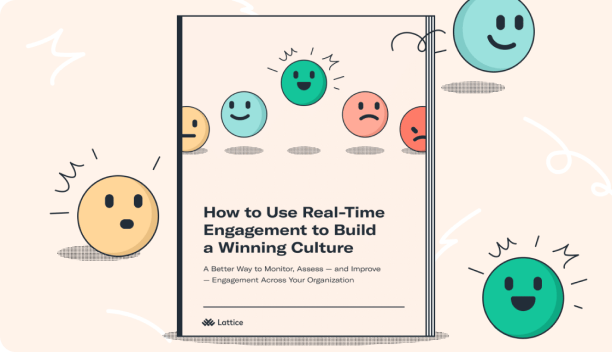 How to Use Real-Time
Engagement to Build
a Winning Culture
A Better Way to Monitor, Assess — and Improve
— Engagement Across Your Organization
Lattice